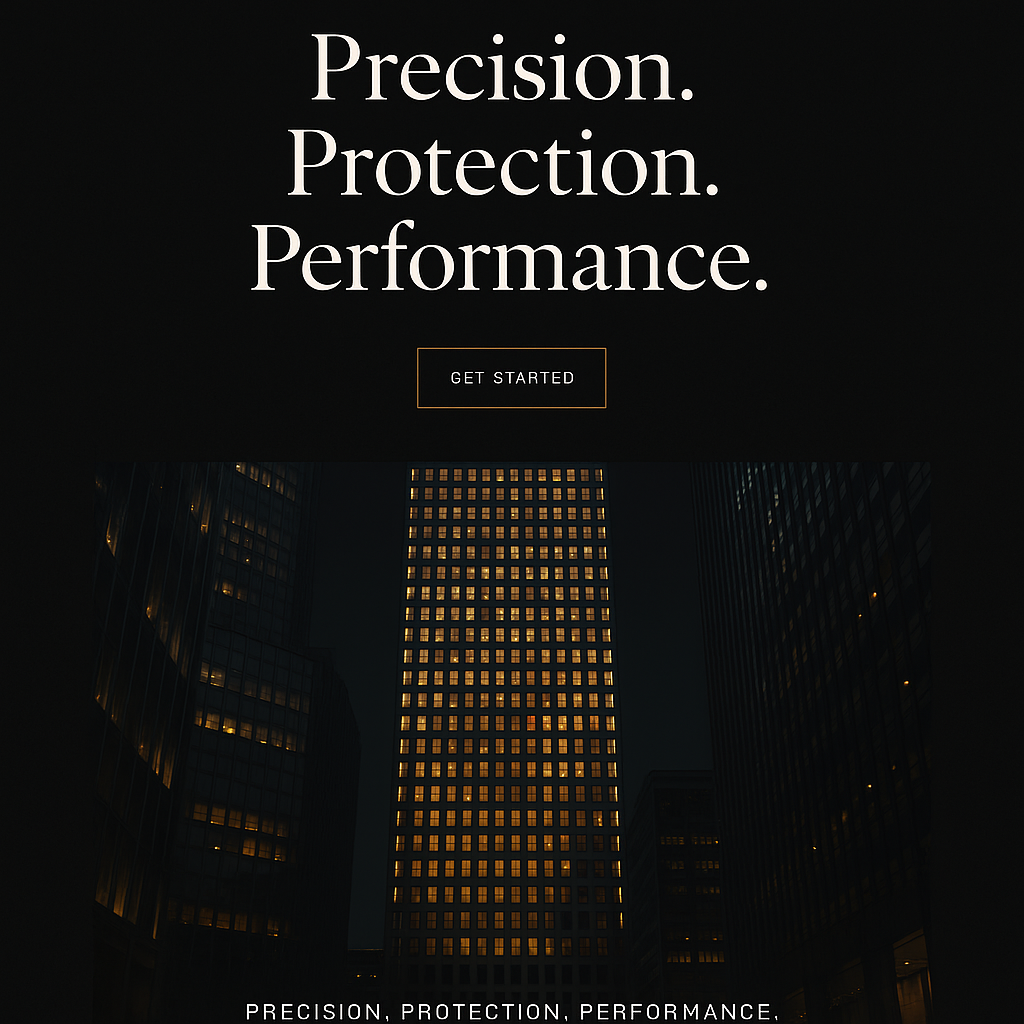 Precision.
Protection.
Performance.
GET STARTED
PRECISION, PROTECTION, PERFORMANCE,